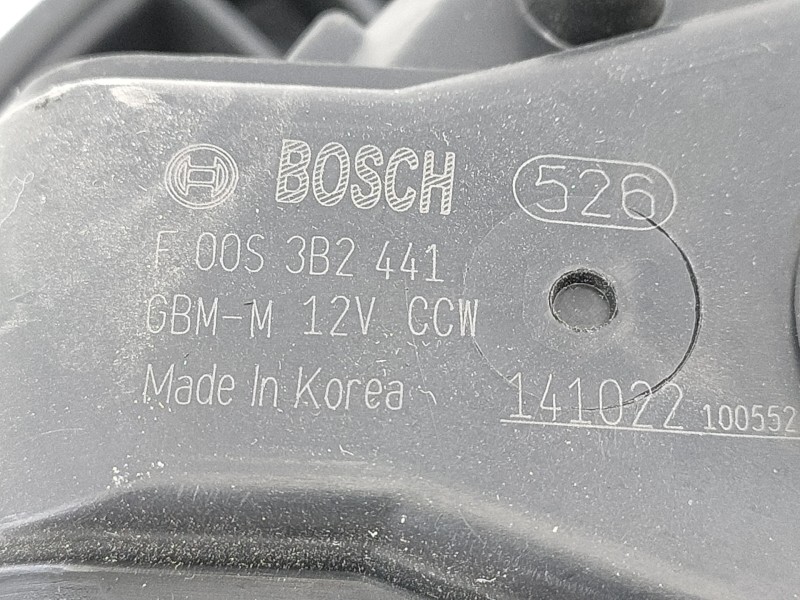 BOSCH 526
F 00S 3B2 441
GBM-M 12V CCW
Made In Korea 141022 100552